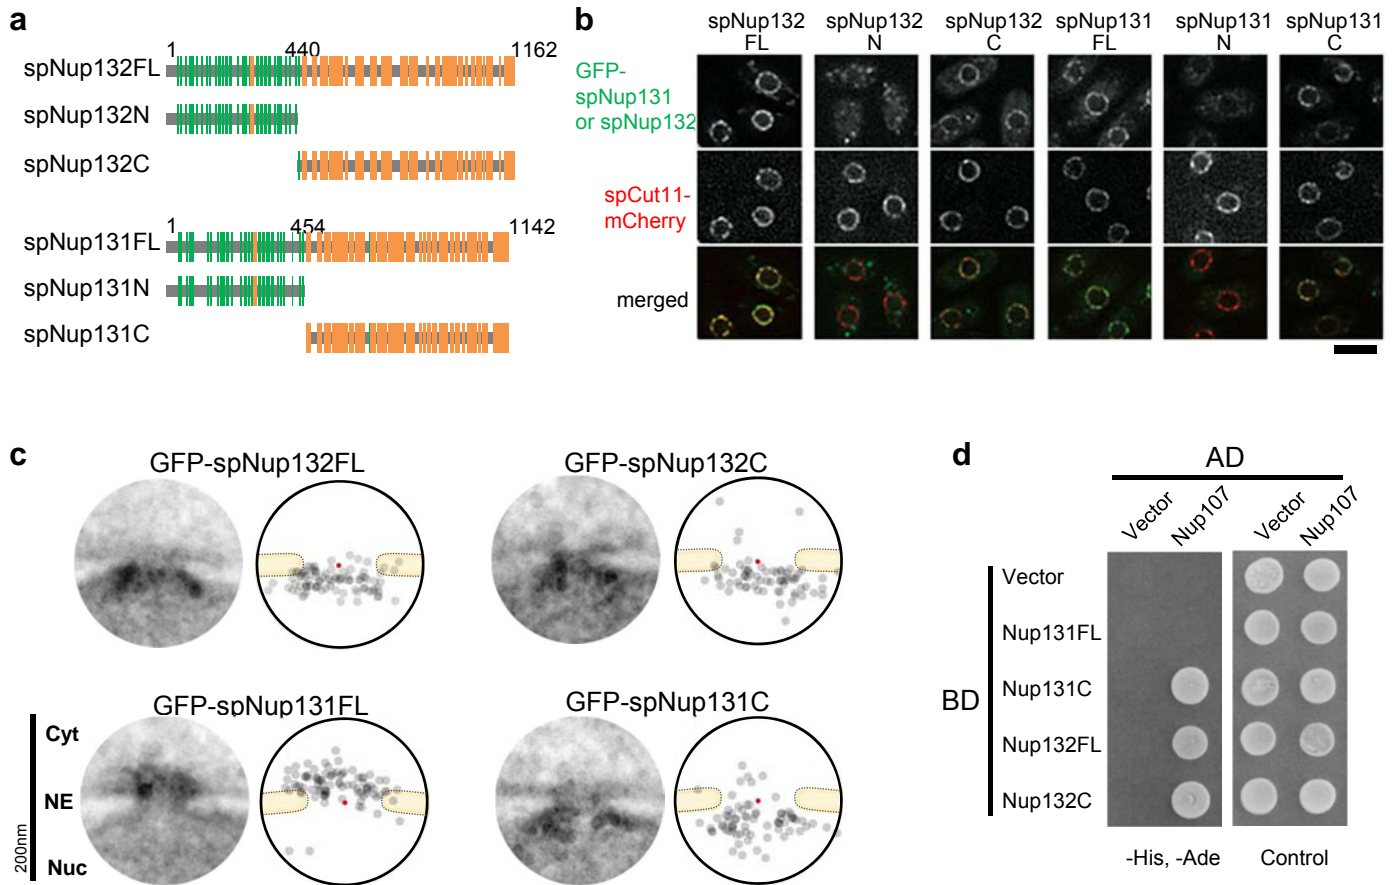 a
1 440 1162
spNup132FL
spNup132N
spNup132C
1 454 1142
spNup131FL
spNup131N
spNup131C
b
spNup132 FL
spNup132 N
spNup132 C
spNup131 FL
spNup131 N
spNup131 C
GFP-
spNup131
or spNup132
spCut11-
mCherry
merged
c
GFP-spNup132FL
GFP-spNup132C
GFP-spNup131FL
GFP-spNup131C
Cyt
NE
Nuc
200nm
d
AD
Vector
Nup107
Vector
Nup107
BD
Vector
Nup131FL
Nup131C
Nup132FL
Nup132C
-His, -Ade
Control